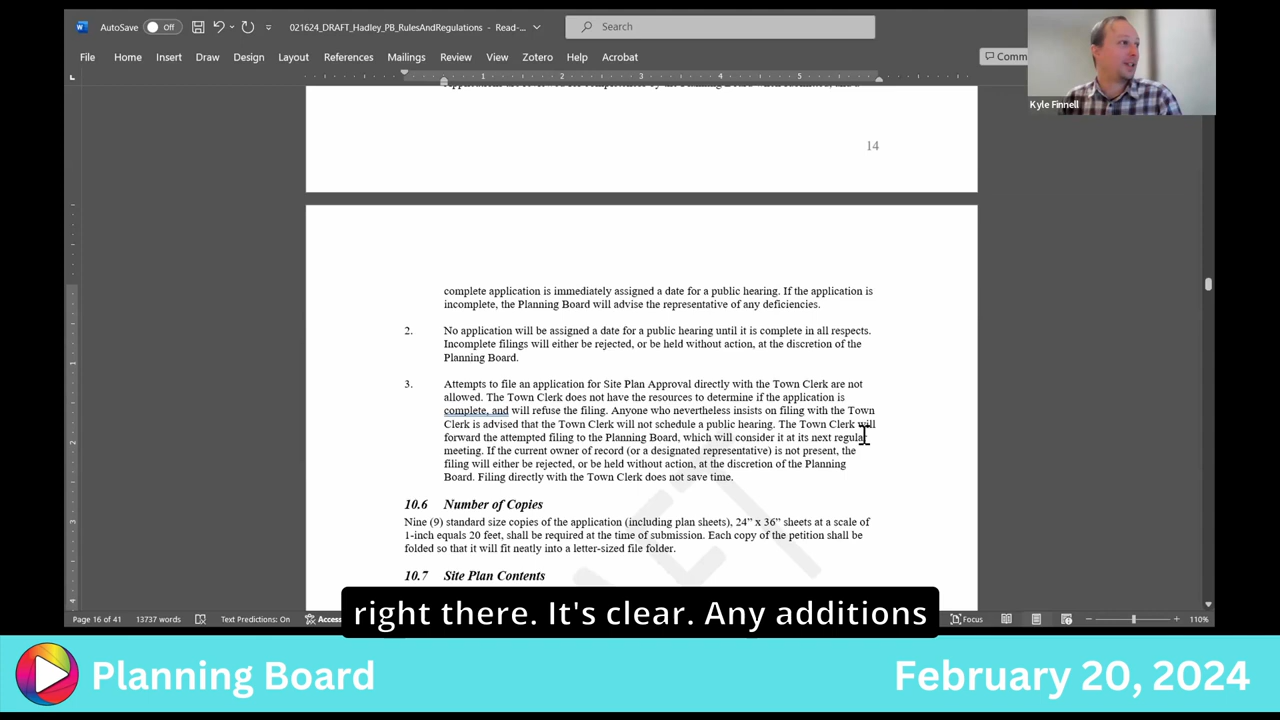 AutoSave Off 021624_DRAFT_Hadley_PB_RulesAndRegulations - Read-... Search
File Home Insert Draw Design Layout References Mailings Review View Zotero Help Acrobat Comm
Kyle Finnell
1 2 3 4 5
14
complete application is immediately assigned a date for a public hearing. If the application is
incomplete, the Planning Board will advise the representative of any deficiencies.
2. No application will be assigned a date for a public hearing until it is complete in all respects.
Incomplete filings will either be rejected, or be held without action, at the discretion of the
Planning Board.
3. Attempts to file an application for Site Plan Approval directly with the Town Clerk are not
allowed. The Town Clerk does not have the resources to determine if the application is
complete, and will refuse the filing. Anyone who nevertheless insists on filing with the Town
Clerk is advised that the Town Clerk will not schedule a public hearing. The Town Clerk will
forward the attempted filing to the Planning Board, which will consider it at its next regular
meeting. If the current owner of record (or a designated representative) is not present, the
filing will either be rejected, or be held without action, at the discretion of the Planning
Board. Filing directly with the Town Clerk does not save time.
10.6 Number of Copies
Nine (9) standard size copies of the application (including plan sheets), 24” x 36” sheets at a scale of
1-inch equals 20 feet, shall be required at the time of submission. Each copy of the petition shall be
folded so that it will fit neatly into a letter-sized file folder.
10.7 Site Plan Contents
right there. It's clear. Any additions
Page 16 of 41 13737 words Text Predictions: On Access Focus 110%
Planning Board
February 20, 2024